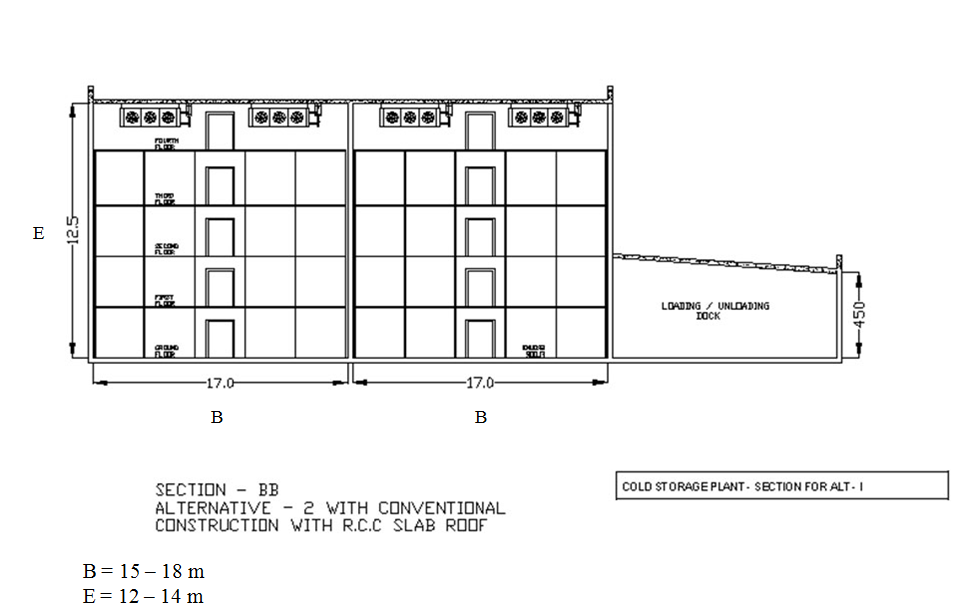 FOURTH
FLOOR
THIRD
FLOOR
E
12.5
SECOND
FLOOR
FIRST
FLOOR
LOADING / UNLOADING
DOCK
450
GROUND
FLOOR
17.0
17.0
B
B
SECTION - BB
ALTERNATIVE - 2 WITH CONVENTIONAL
CONSTRUCTION WITH R.C.C SLAB ROOF
COLD STORAGE PLANT- SECTION FOR ALT- I
B = 15 – 18 m
E = 12 – 14 m